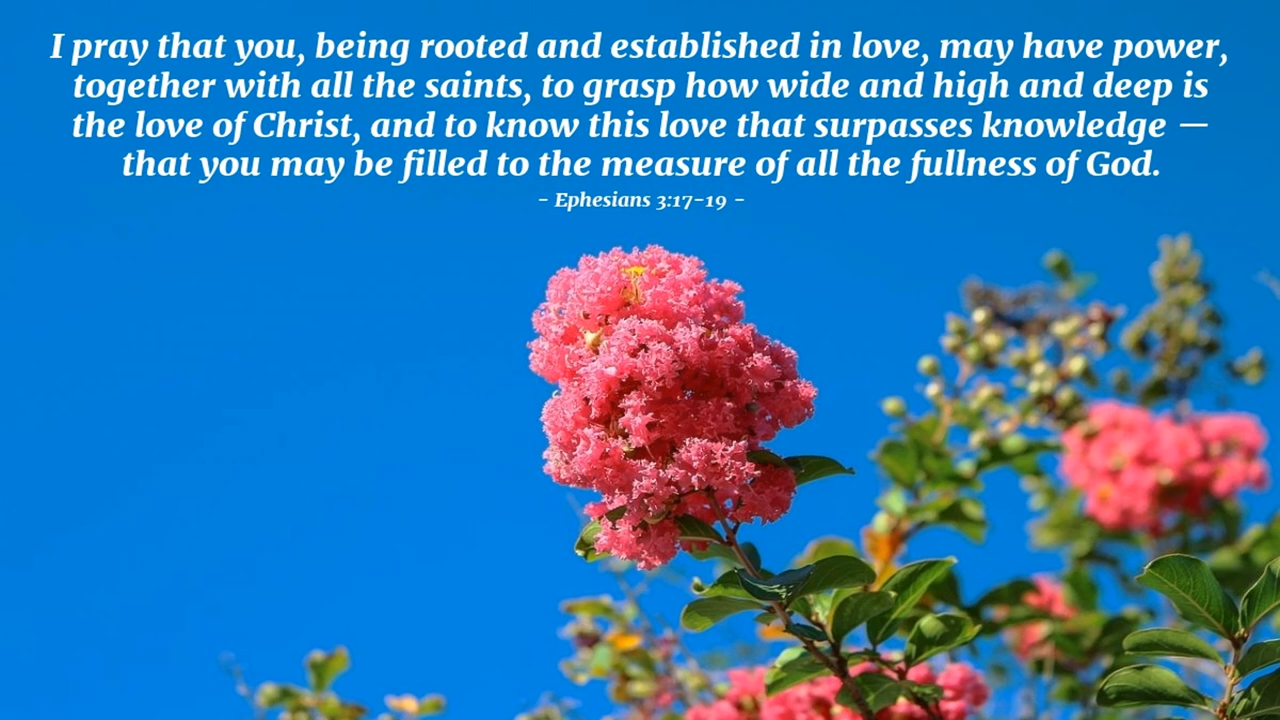 I pray that you, being rooted and established in love, may have power,
together with all the saints, to grasp how wide and high and deep is
the love of Christ, and to know this love that surpasses knowledge —
that you may be filled to the measure of all the fullness of God.
- Ephesians 3:17-19 -